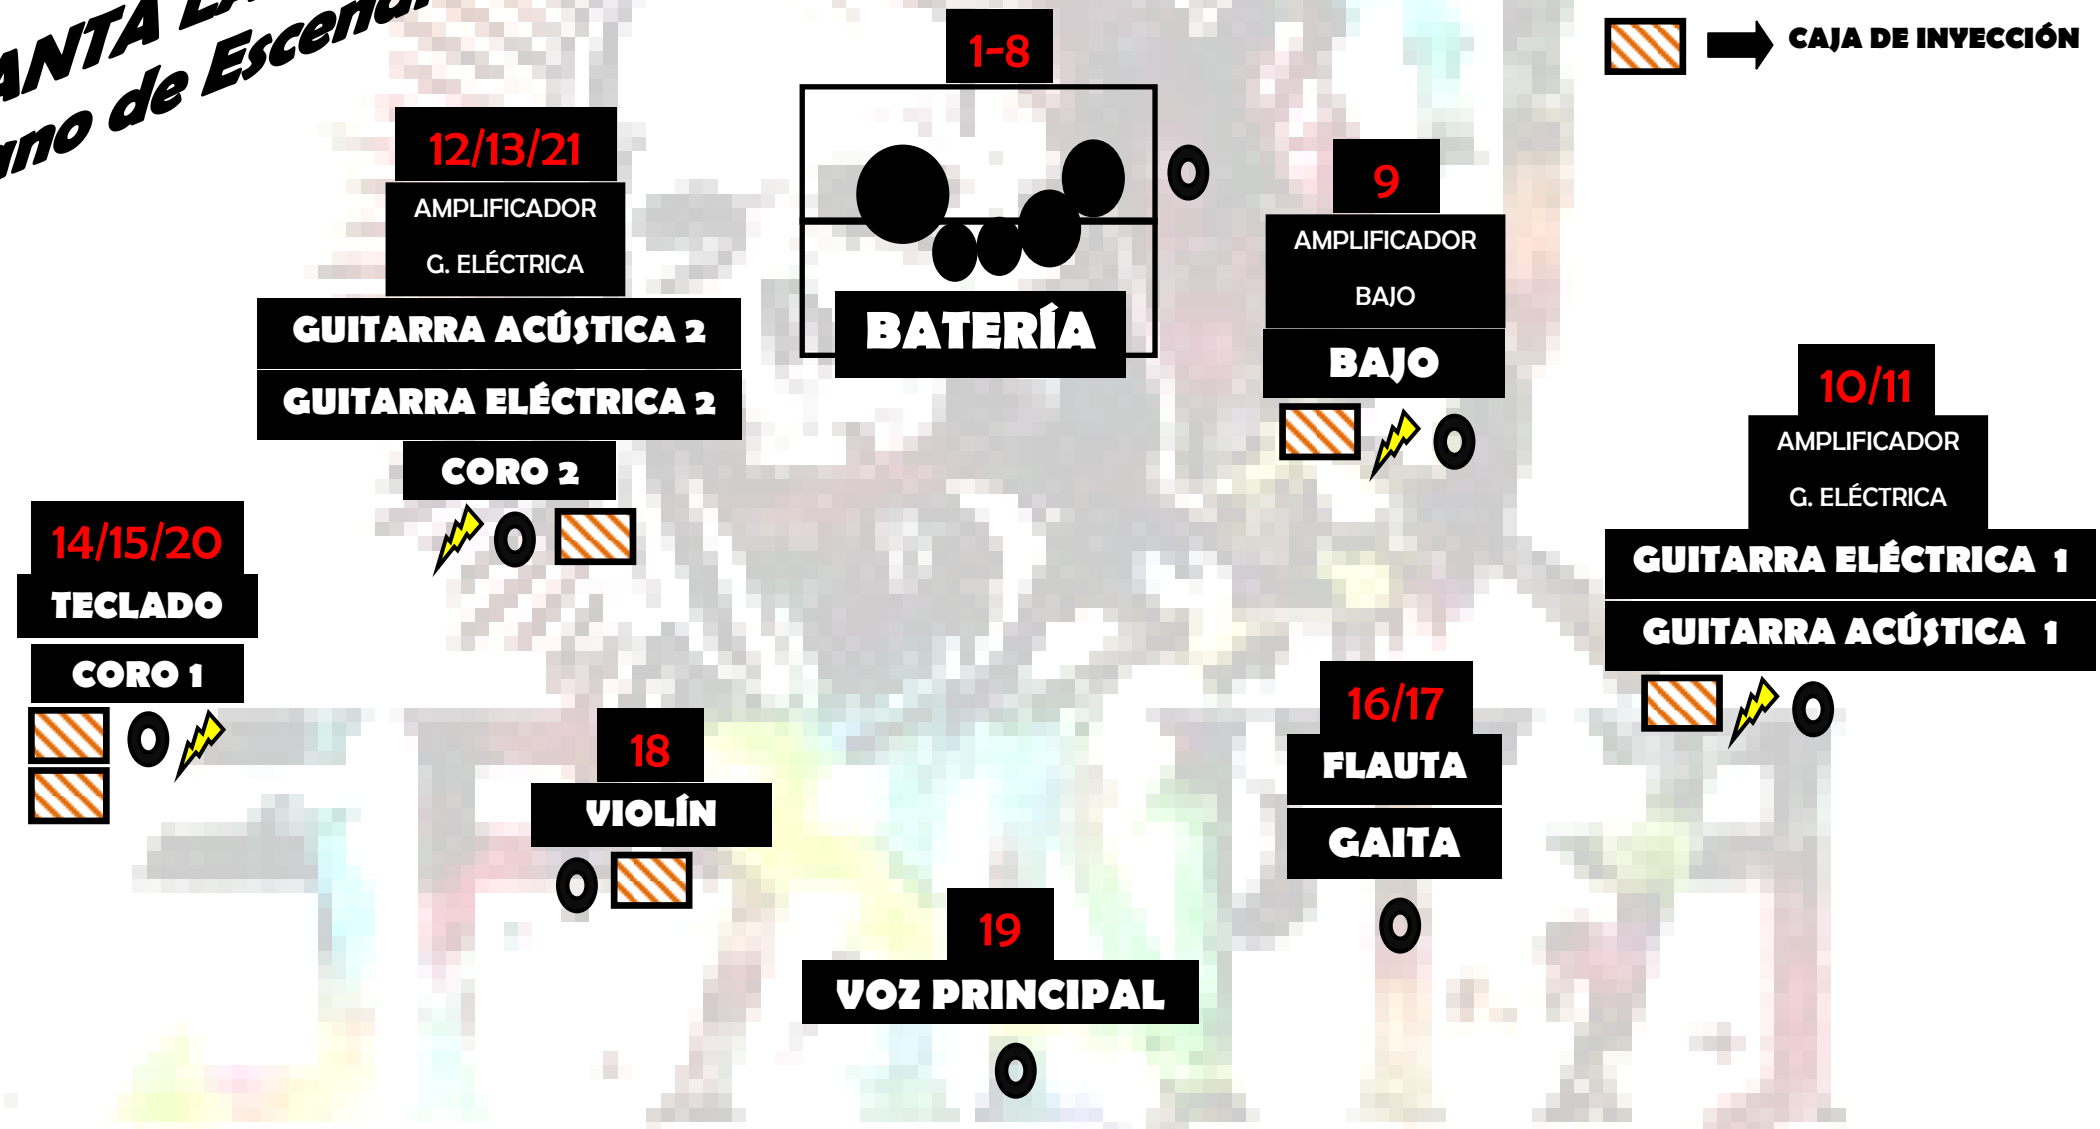 de
1-8
CAJA DE INYECCIÓN
12/13/21
AMPLIFICADOR
G. ELÉCTRICA
GUITARRA ACÚSTICA 2
GUITARRA ELÉCTRICA 2
CORO 2
BATERÍA
9
AMPLIFICADOR
BAJO
BAJO
10/11
AMPLIFICADOR
G. ELÉCTRICA
GUITARRA ELÉCTRICA 1
GUITARRA ACÚSTICA 1
14/15/20
TECLADO
CORO 1
18
VIOLÍN
16/17
FLAUTA
GAITA
19
VOZ PRINCIPAL